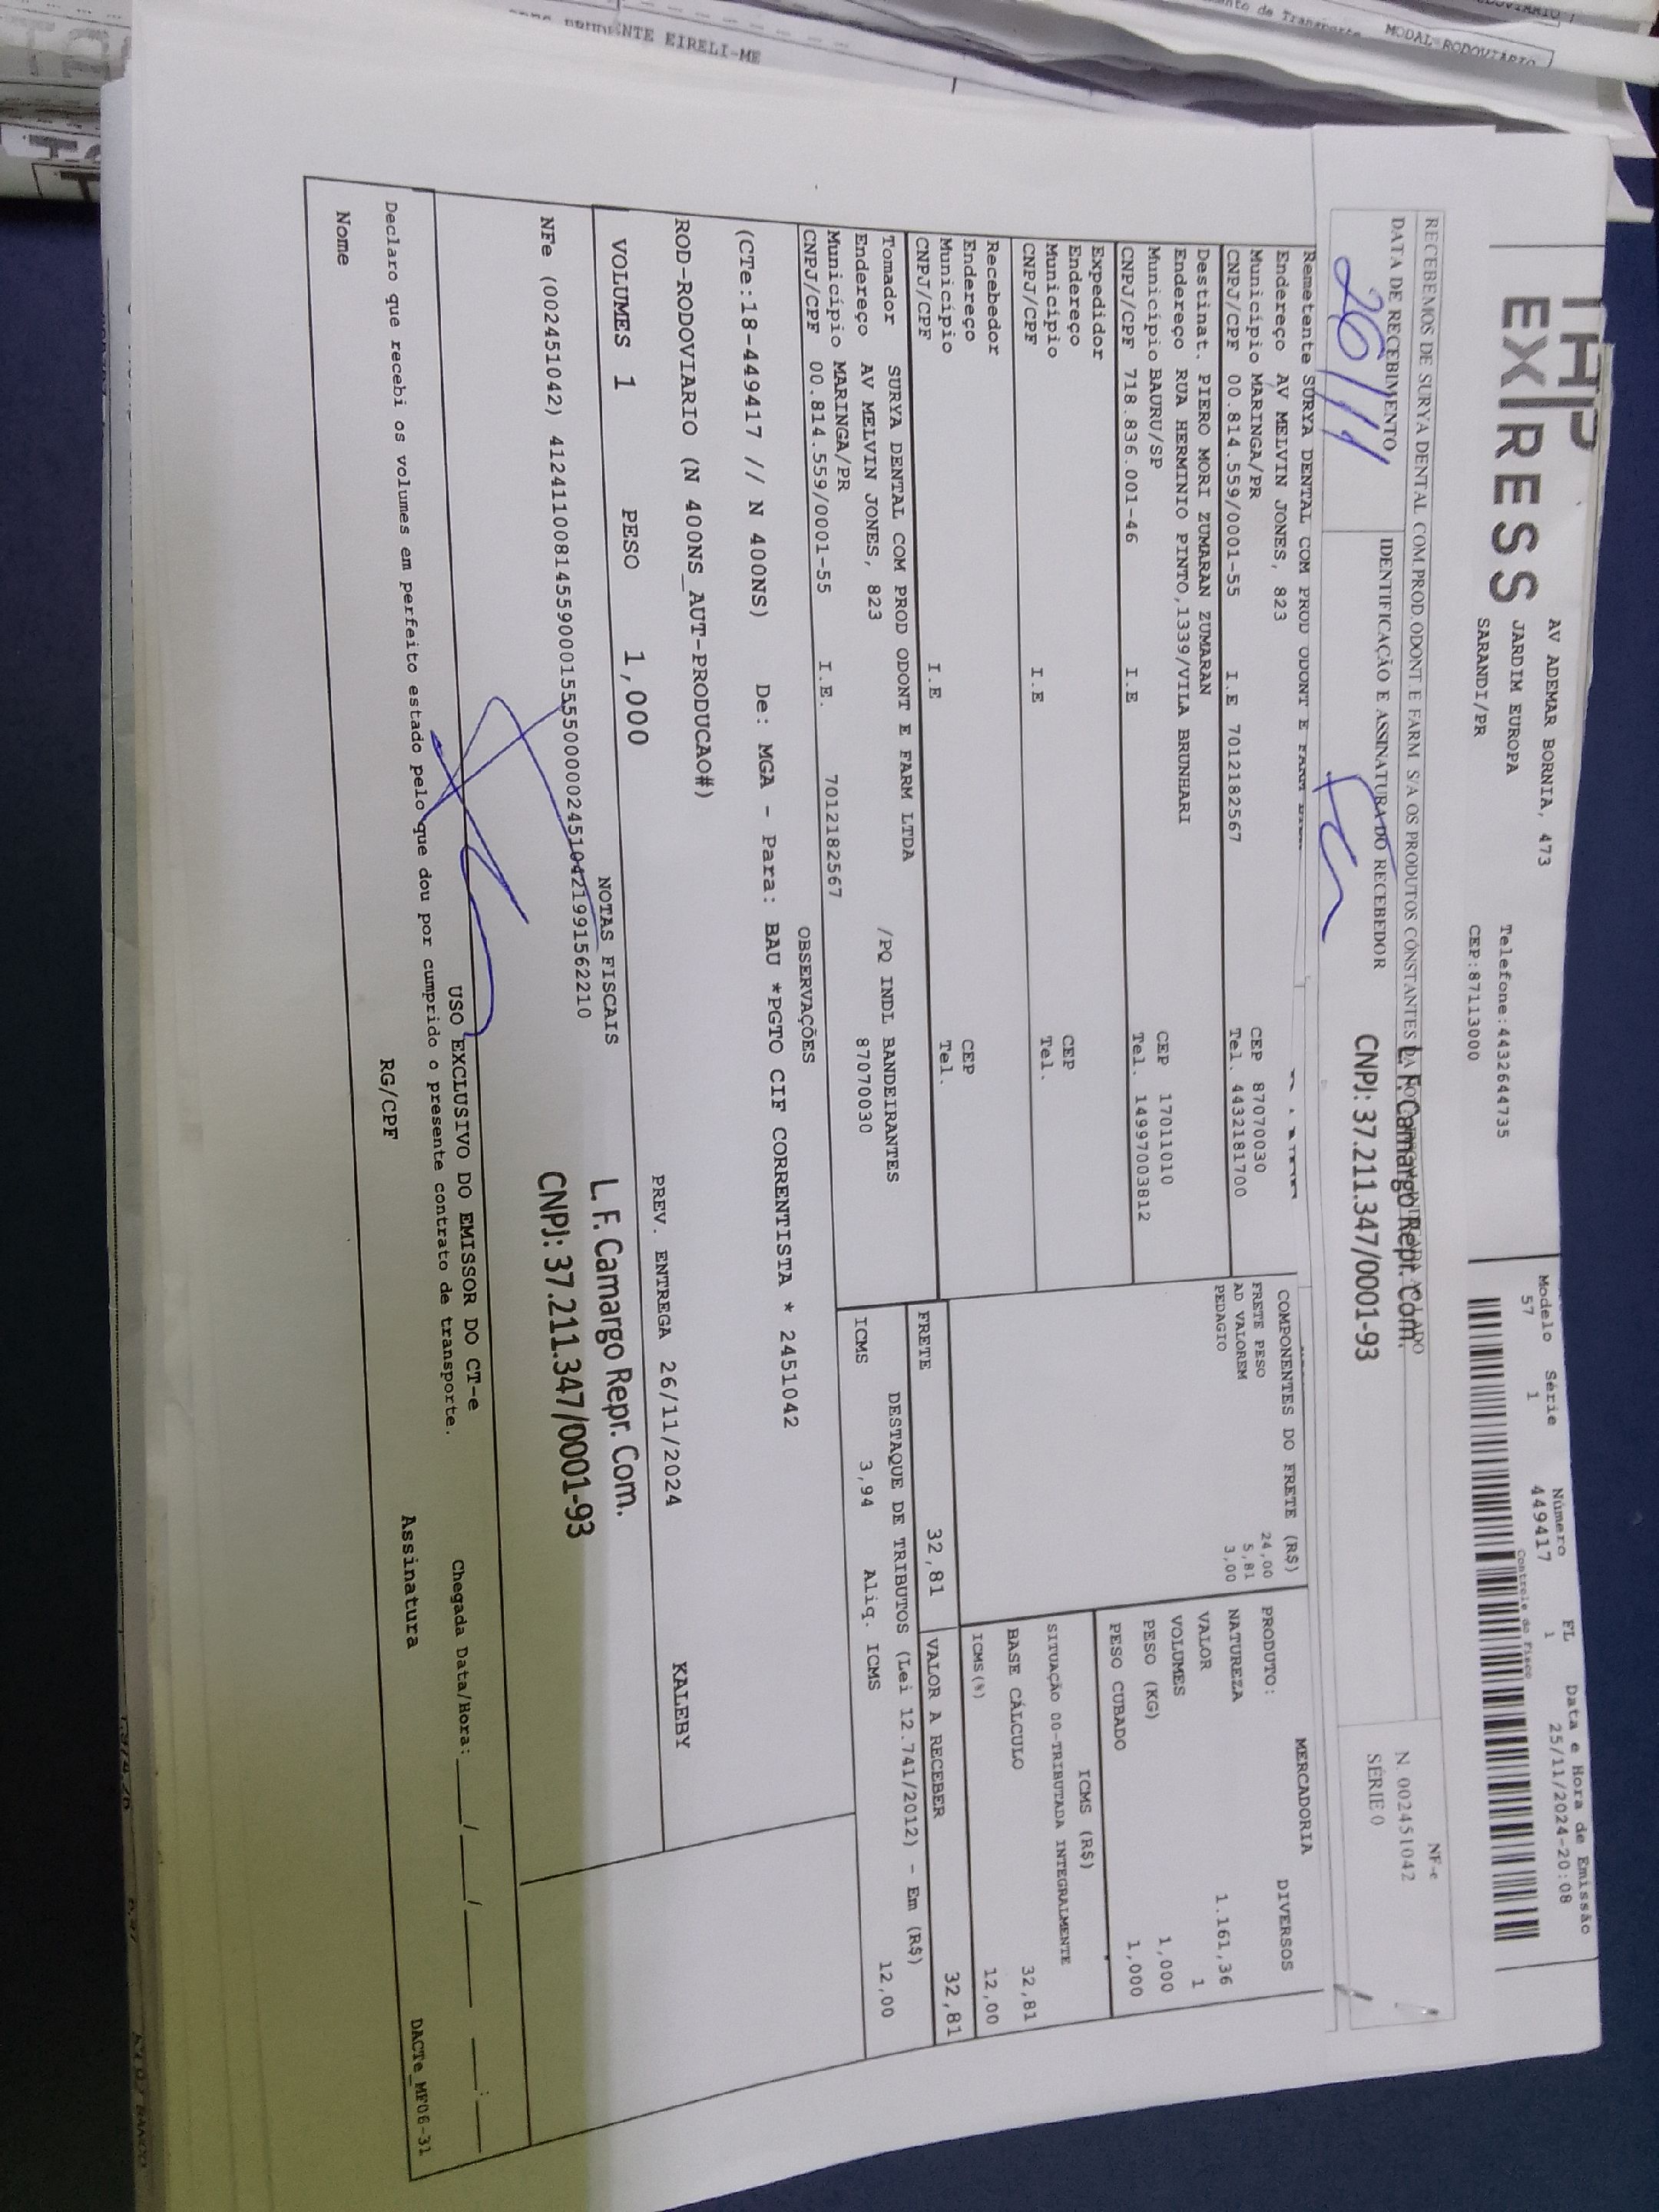 NTE EIRELI-ME
MODAL RODOVIÁRIO
EXPRESS
AV ADEMAR BORNIA, 473
JARDIM EUROPA
SARANDI/PR
Telefone:4432644735
CEP:87113000
Modelo Série Número FL Data e Hora de Emissão
57 1 449417 1 25/11/2024-20:08
Controle do Fisco
RECEBEMOS DE SURYA DENTAL COM.PROD.ODONT.E FARM S/A OS PRODUTOS CONSTANTES DA
DATA DE RECEBIMENTO
26/11
IDENTIFICAÇÃO E ASSINATURA DO RECEBEDOR
L. F. Camargo Repr. Com.
CNPJ: 37.211.347/0001-93
NF-e
N. 002451042
SÉRIE 0
Remetente SURYA DENTAL COM PROD ODONT E FARM
Endereço AV MELVIN JONES, 823
Município MARINGA/PR CEP 87070030
CNPJ/CPF 00.814.559/0001-55 I.E 7012182567 Tel. 4432181700
Destinat. PIERO MORI ZUMARAN ZUMARAN
Endereço RUA HERMINIO PINTO,1339/VILA BRUNHARI
Município BAURU/SP CEP 17011010
CNPJ/CPF 718.836.001-46 I.E Tel. 14997003812
Expedidor
Endereço
Município CEP
CNPJ/CPF I.E Tel.
Recebedor
Endereço
Município CEP
CNPJ/CPF I.E Tel.
Tomador SURYA DENTAL COM PROD ODONT E FARM LTDA
Endereço AV MELVIN JONES, 823 /PQ INDL BANDEIRANTES
Município MARINGA/PR 87070030
CNPJ/CPF 00.814.559/0001-55 I.E. 7012182567
COMPONENTES DO FRETE (R$)
FRETE PESO 24,00
AD VALOREM 5,81
PEDAGIO 3,00
MERCADORIA
PRODUTO: DIVERSOS
NATUREZA
VALOR 1.161,36
VOLUMES 1
PESO (KG) 1,000
PESO CUBADO 1,000
ICMS (R$)
SITUAÇÃO 00-TRIBUTADA INTEGRALMENTE
BASE CÁLCULO 32,81
ICMS(%) 12,00
FRETE 32,81 VALOR A RECEBER 32,81
DESTAQUE DE TRIBUTOS (Lei 12.741/2012) - Em (R$)
ICMS 3,94 Aliq. ICMS 12,00
OBSERVAÇÕES
(CTe:18-449417 // N 400NS) De: MGA - Para: BAU *PGTO CIF CORRENTISTA * 2451042
ROD-RODOVIARIO (N 400NS_AUT-PRODUCAO#)
PREV. ENTREGA 26/11/2024 KALEBY
VOLUMES 1 PESO 1,000
NOTAS FISCAIS
NFe (002451042) 41241100814559000155550000024510421991562210
L. F. Camargo Repr. Com.
CNPJ: 37.211.347/0001-93
USO EXCLUSIVO DO EMISSOR DO CT-e
Chegada Data/Hora:____/____/____ ___:___
Declaro que recebi os volumes em perfeito estado pelo que dou por cumprido o presente contrato de transporte.
Nome RG/CPF Assinatura
DACTe_MF06-31